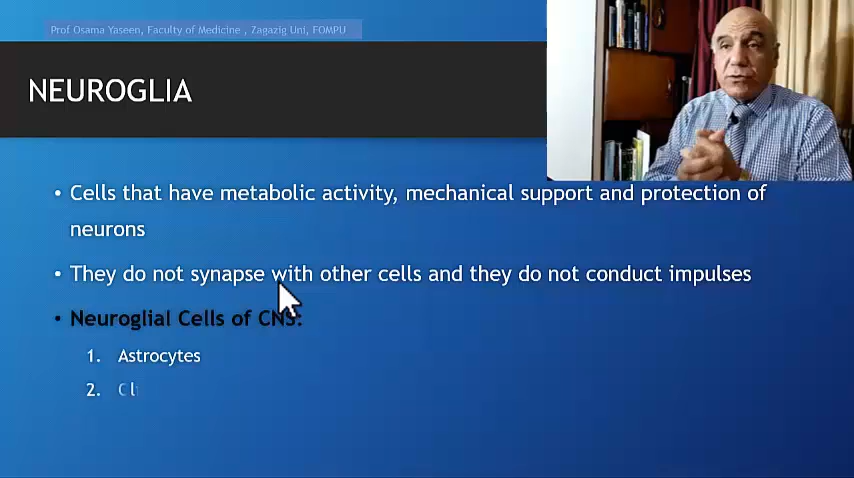 Prof Osama Yaseen, Faculty of Medicine , Zagazig Uni, FOMPU
NEUROGLIA
• Cells that have metabolic activity, mechanical support and protection of
neurons
• They do not synapse with other cells and they do not conduct impulses
• Neuroglial Cells of CNS:
1. Astrocytes
2.